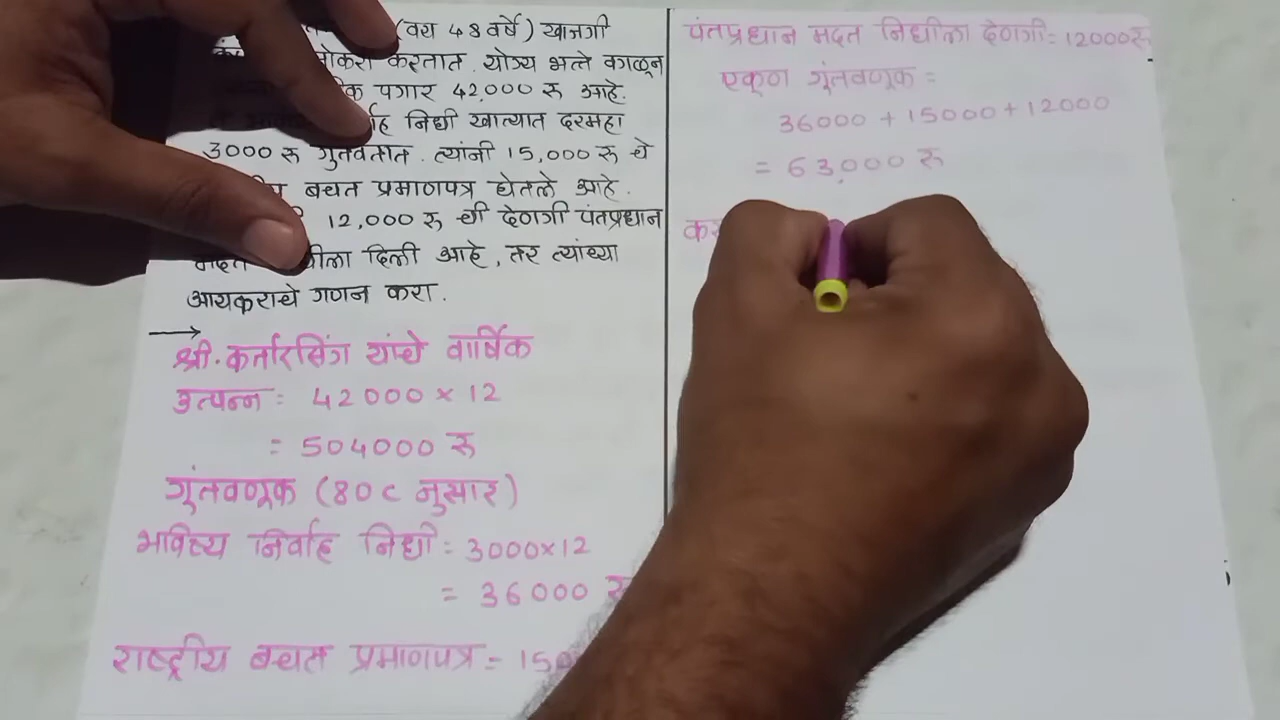 (वय 48 वर्षे) खाजगी
करतात. योग्य भत्ते वगळून
पगार 42,000 रु आहे.
निधी खात्यात दरमहा
3000 रु गुंतवतात. त्यांनी 15,000 रु चे
बचत प्रमाणपत्र घेतले आहे.
12,000 रु ची देणगी पंतप्रधान
दिली आहे, तर त्यांच्या
आयकराचे गणन करा.
श्री. कर्तारसिंग यांचे वार्षिक
उत्पन्न = 42000 × 12
= 504000 रु
गुंतवणूक (80C नुसार)
भविष्य निर्वाह निधी = 3000×12
= 36000
राष्ट्रीय बचत प्रमाणपत्र =
पंतप्रधान मदत निधीला देणगी = 12000 रु
एकूण गुंतवणूक =
36000 + 15000 + 12000
= 63,000 रु